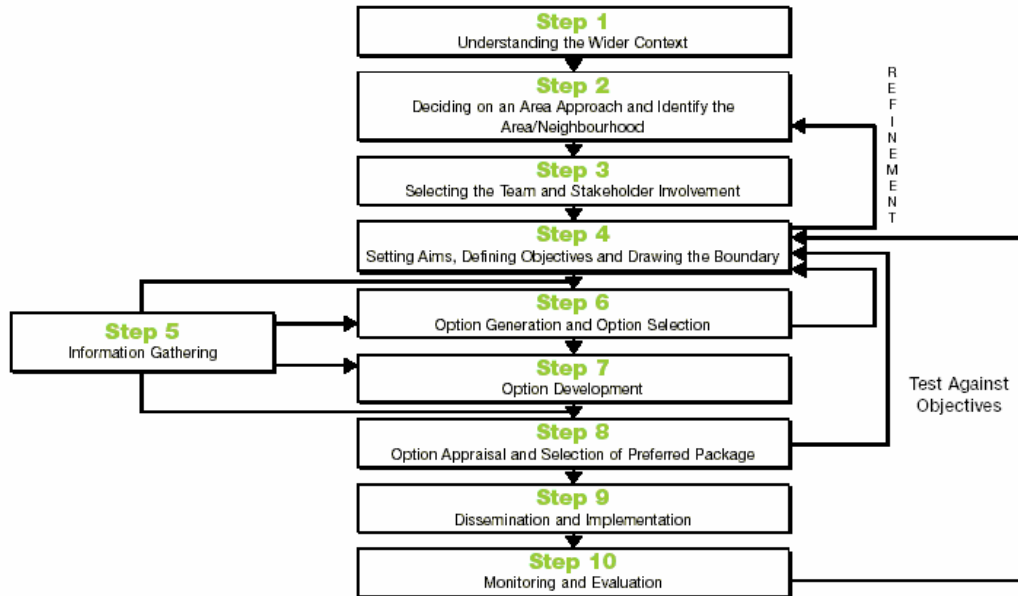 Step 1
Understanding the Wider Context
Step 2
Deciding on an Area Approach and Identify the
Area/Neighbourhood
Step 3
Selecting the Team and Stakeholder Involvement
Step 4
Setting Aims, Defining Objectives and Drawing the Boundary
REFINEMENT
Step 5
Information Gathering
Step 6
Option Generation and Option Selection
Step 7
Option Development
Test Against
Objectives
Step 8
Option Appraisal and Selection of Preferred Package
Step 9
Dissemination and Implementation
Step 10
Monitoring and Evaluation